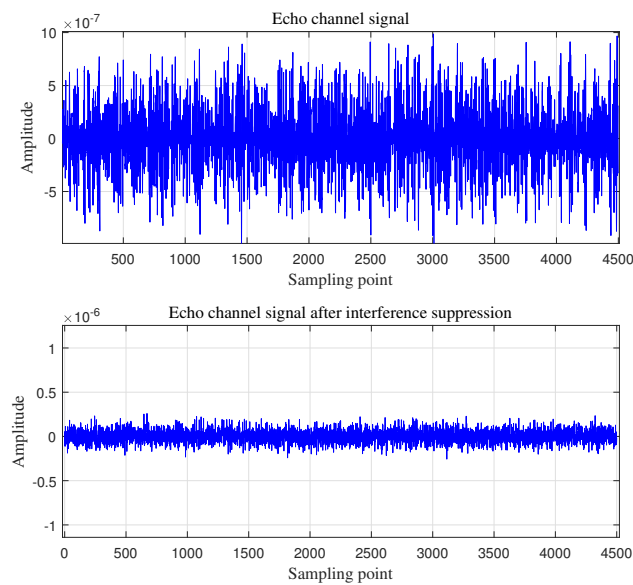 Echo channel signal
×10^-7
10
5
0
-5
Amplitude
500 1000 1500 2000 2500 3000 3500 4000 4500
Sampling point
Echo channel signal after interference suppression
×10^-6
1
0.5
0
-0.5
-1
Amplitude
0 500 1000 1500 2000 2500 3000 3500 4000 4500
Sampling point